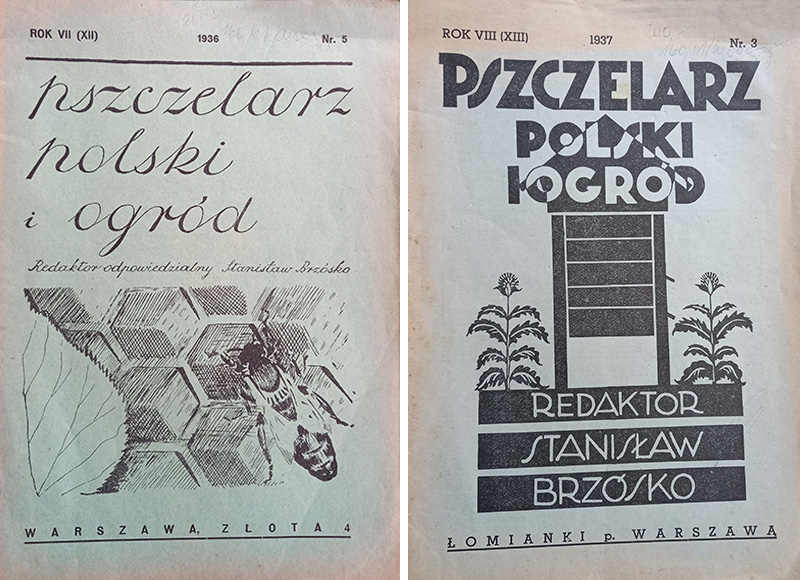 ROK VII (XII) 1936 Nr. 5
pszczelarz
polski
i ogród
Redaktor odpowiedzialny Stanisław Brzósko
WARSZAWA, ZŁOTA 4
ROK VIII (XIII) 1937 Nr. 3
PSZCZELARZ
POLSKI
I OGRÓD
REDAKTOR
STANISŁAW
BRZÓSKO
ŁOMIANKI p. WARSZAWĄ